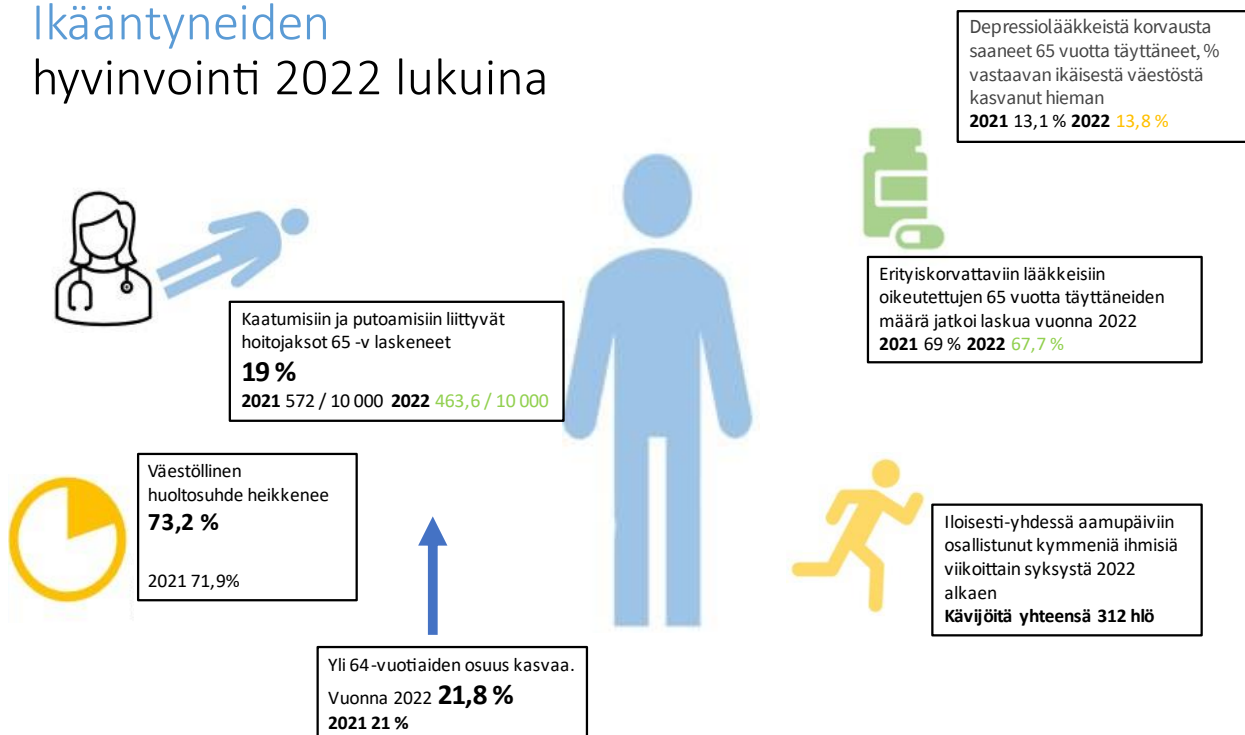 Ikääntyneiden
hyvinvointi 2022 lukuina
Depressiolääkkeistä korvausta
saaneet 65 vuotta täyttäneet, %
vastaavan ikäisestä väestöstä
kasvanut hieman
2021 13,1 % 2022 13,8 %
Kaatumisiin ja putoamisiin liittyvät
hoitojaksot 65 -v laskeneet
19 %
2021 572 / 10 000 2022 463,6 / 10 000
Erityiskorvattaviin lääkkeisiin
oikeutettujen 65 vuotta täyttäneiden
määrä jatkoi laskua vuonna 2022
2021 69 % 2022 67,7 %
Väestöllinen
huoltosuhde heikkenee
73,2 %
2021 71,9%
Iloisesti-yhdessä aamupäiviin
osallistunut kymmeniä ihmisiä
viikoittain syksystä 2022
alkaen
Kävijöitä yhteensä 312 hlö
Yli 64-vuotiaiden osuus kasvaa.
Vuonna 2022 21,8 %
2021 21 %